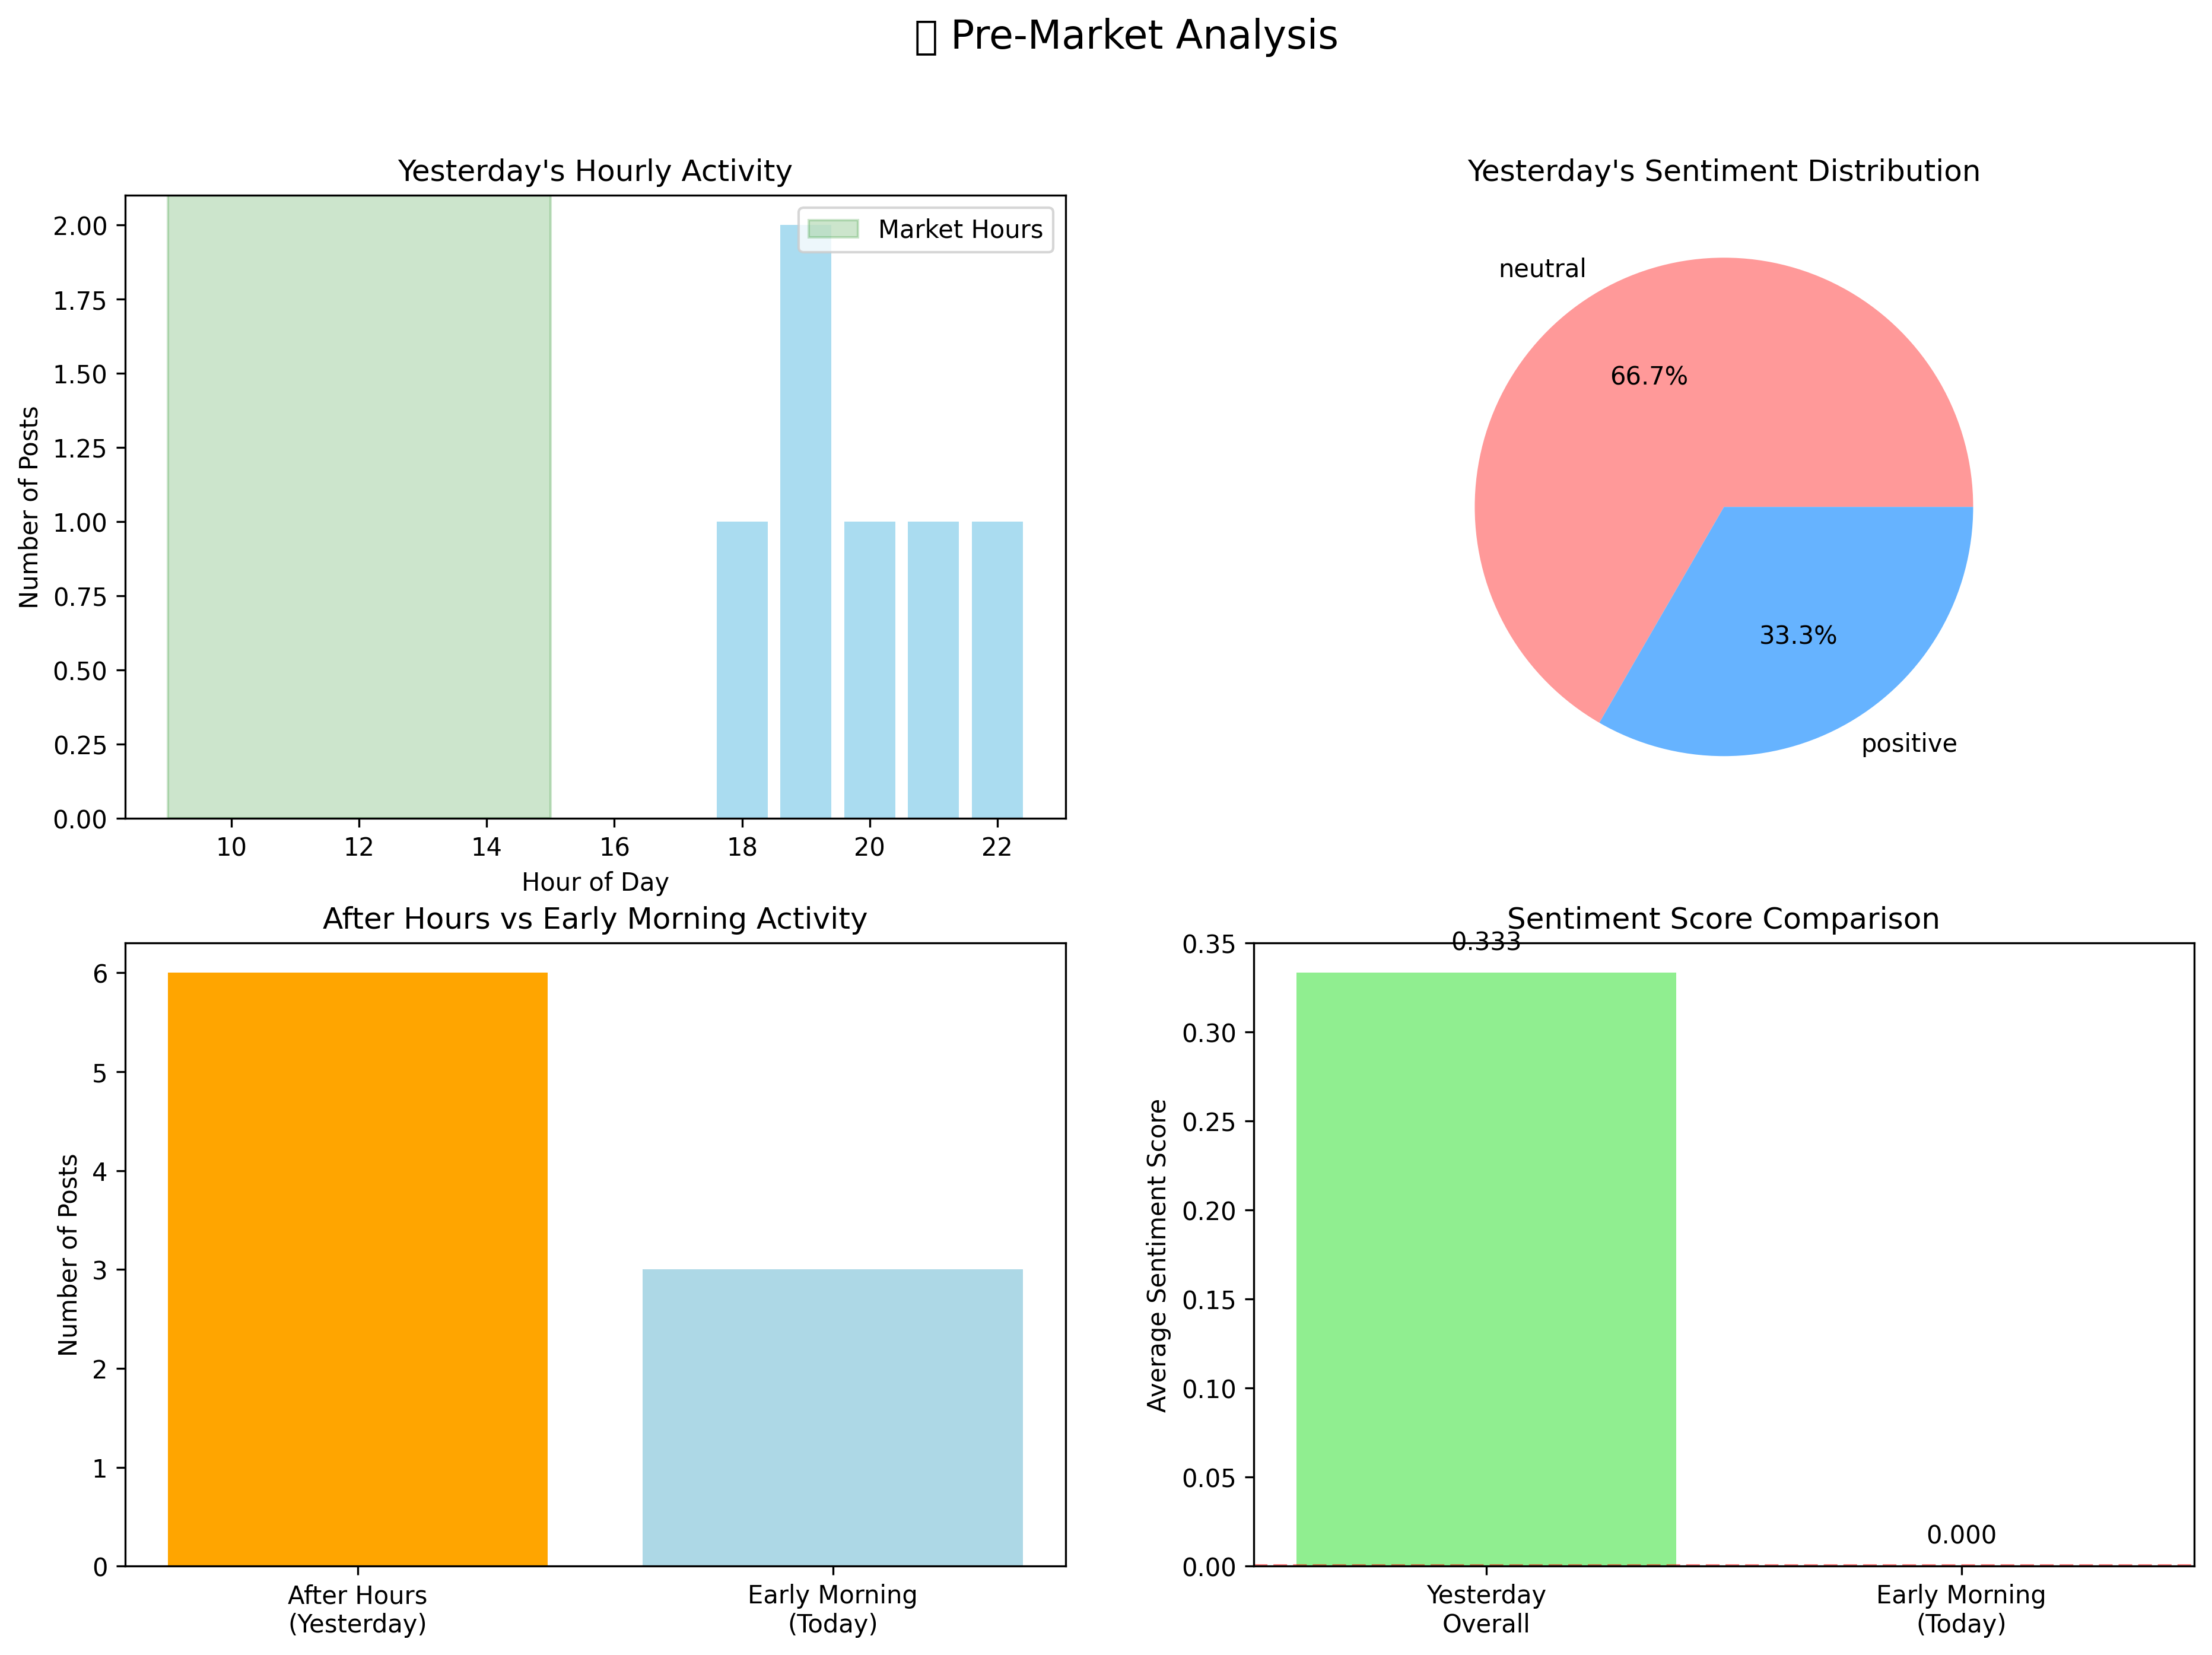 Pre-Market Analysis
Yesterday's Hourly Activity
Market Hours
2.00
1.75
1.50
1.25
1.00
0.75
0.50
0.25
0.00
Number of Posts
10 12 14 16 18 20 22
Hour of Day
Yesterday's Sentiment Distribution
neutral
66.7%
33.3%
positive
After Hours vs Early Morning Activity
6
5
4
3
2
1
0
Number of Posts
After Hours
(Yesterday)
Early Morning
(Today)
Sentiment Score Comparison
0.333
0.35
0.30
0.25
0.20
0.15
0.10
0.05
0.00
Average Sentiment Score
0.000
Yesterday
Overall
Early Morning
(Today)